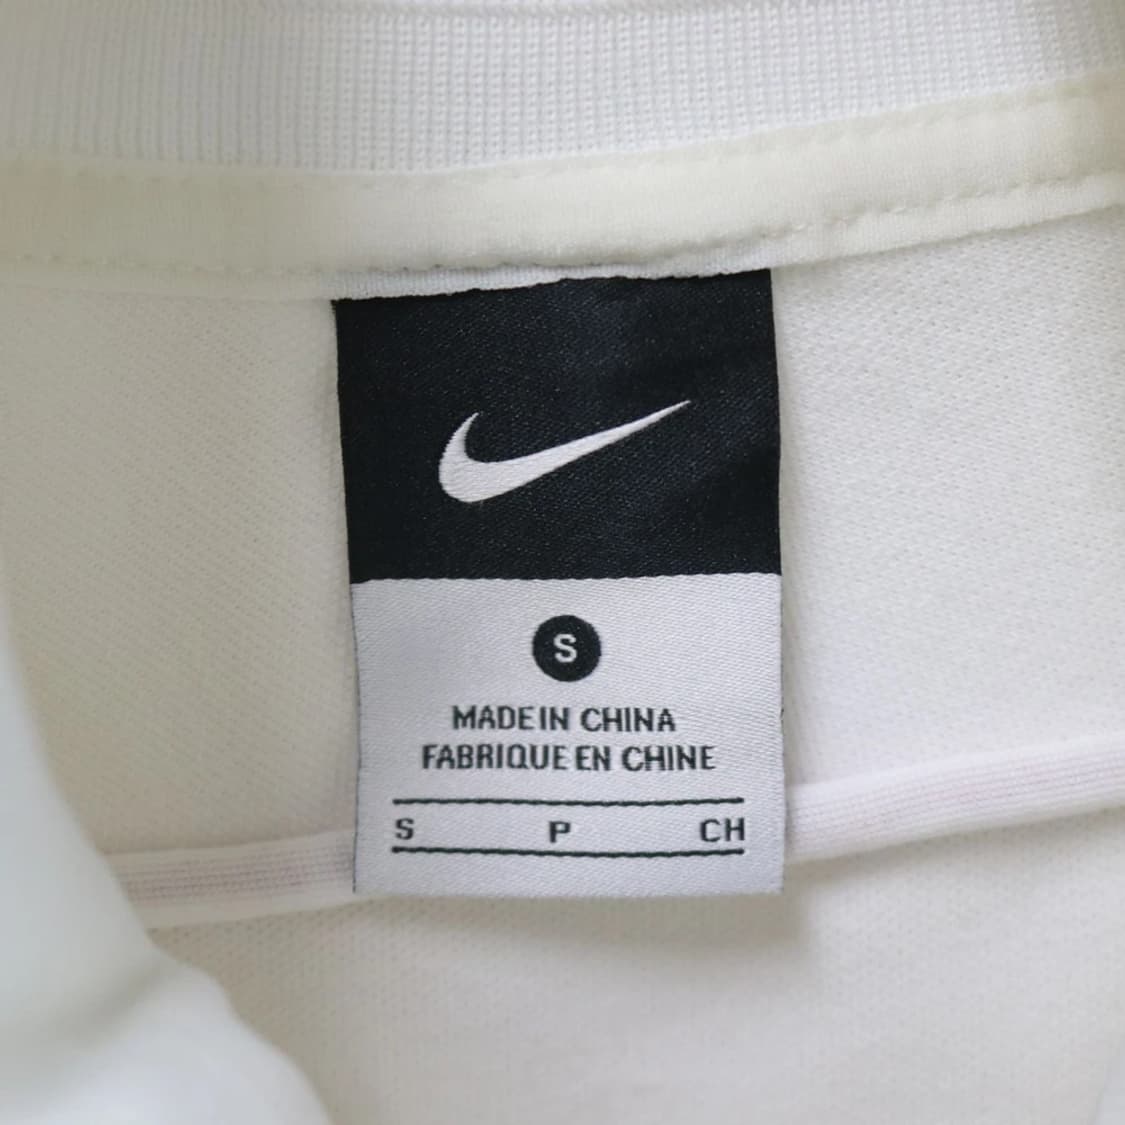 S
MADE IN CHINA
FABRIQUE EN CHINE
S P CH